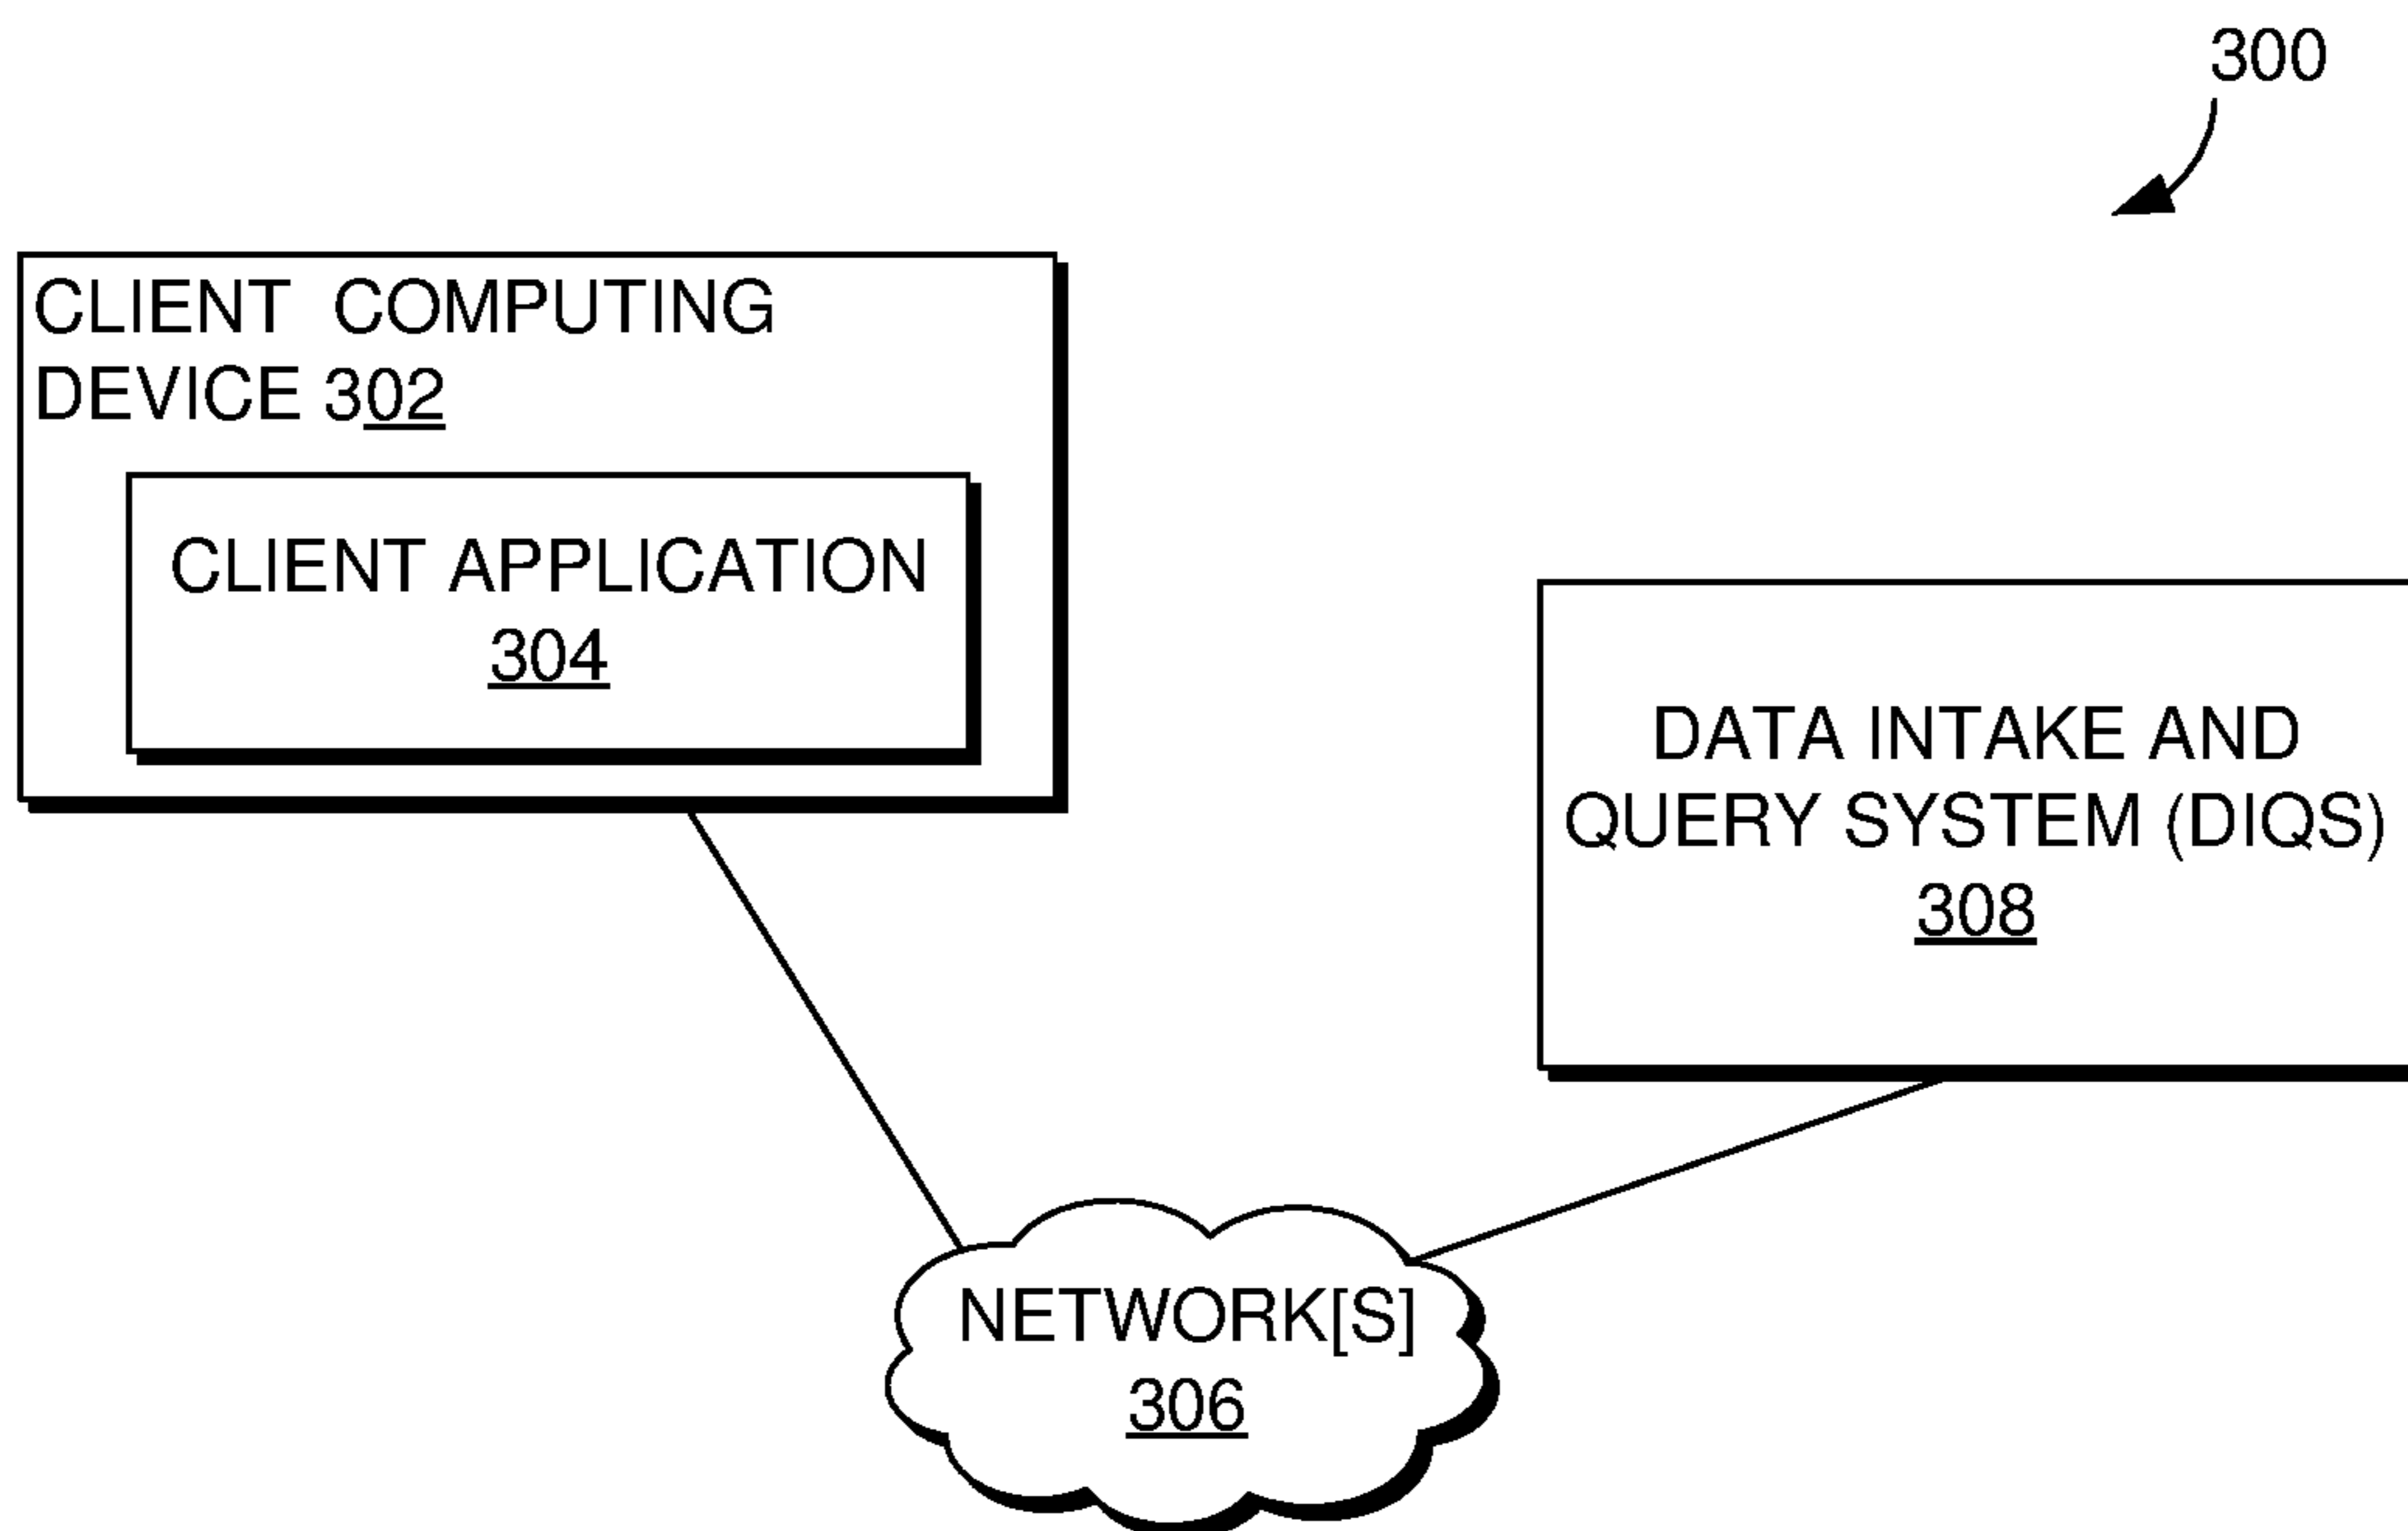 300
CLIENT COMPUTING
DEVICE 302
CLIENT APPLICATION
304
DATA INTAKE AND
QUERY SYSTEM (DIQS)
308
NETWORK[S]
306